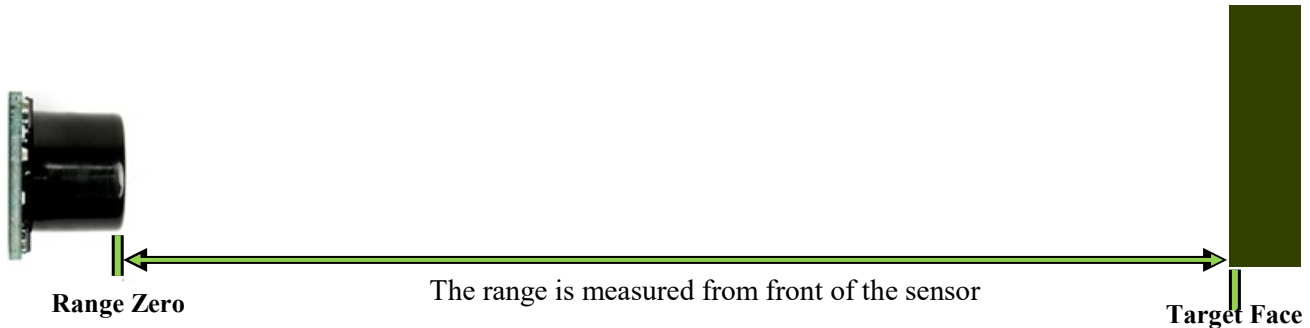 The range is measured from front of the sensor
Range Zero
Target Face